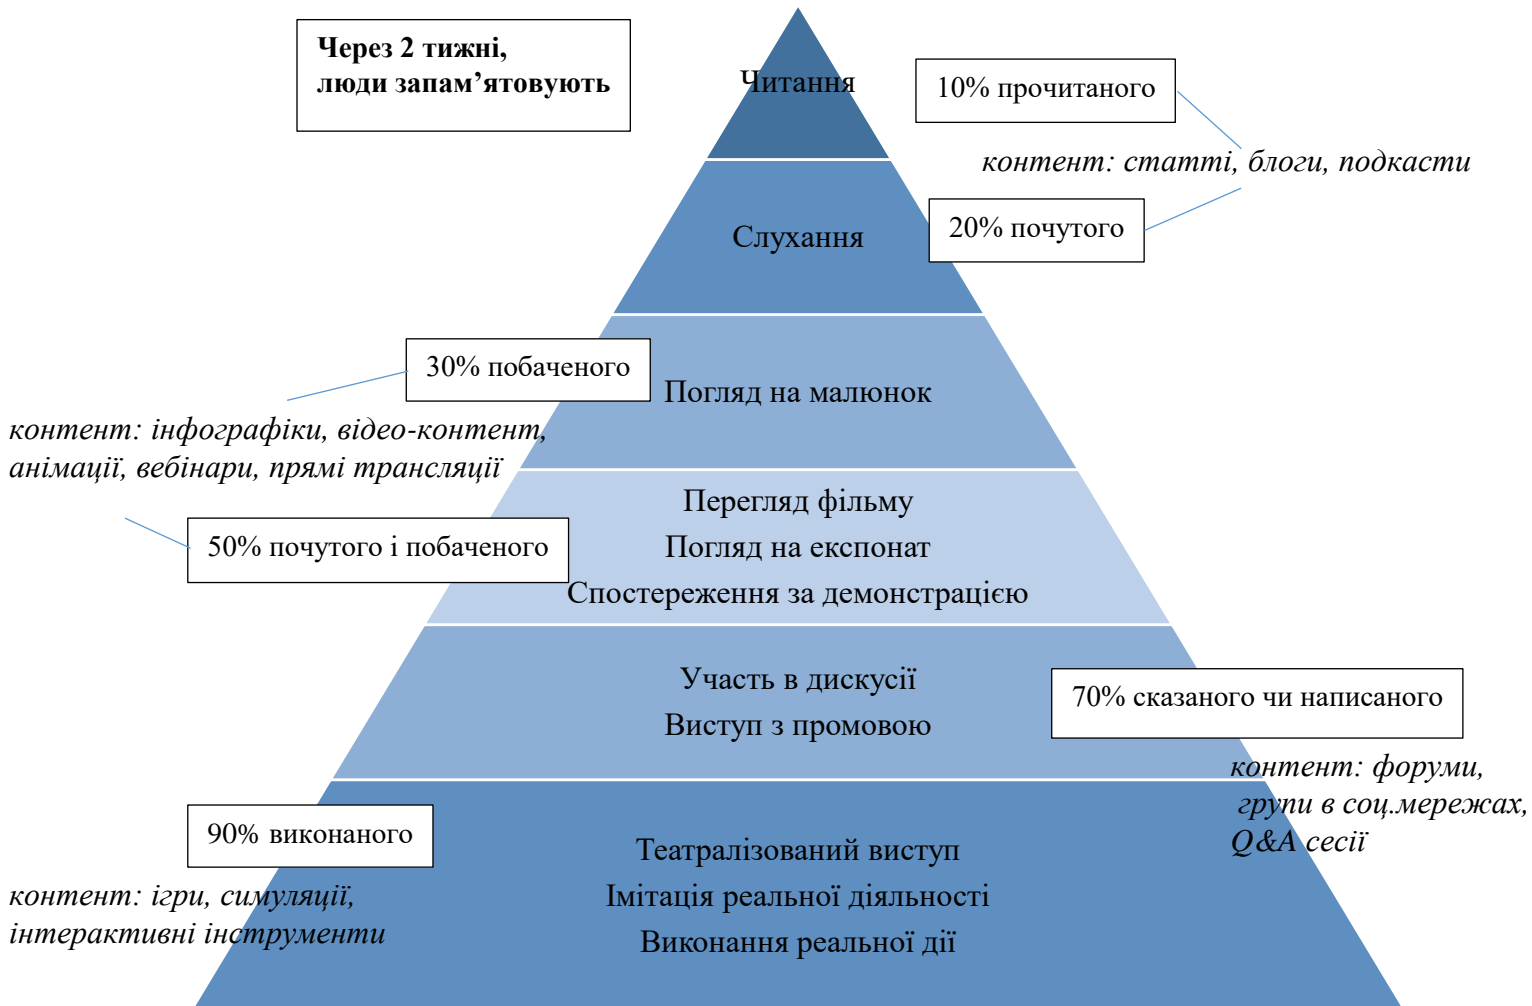 Через 2 тижні,
люди запам’ятовують
Читання
10% прочитаного
контент: статті, блоги, подкасти
Слухання
20% почутого
30% побаченого
Погляд на малюнок
контент: інфографіки, відео-контент,
анімації, вебінари, прямі трансляції
50% почутого і побаченого
Перегляд фільму
Погляд на експонат
Спостереження за демонстрацією
Участь в дискусії
Виступ з промовою
70% сказаного чи написаного
контент: форуми,
групи в соц.мережах,
Q&A сесії
90% виконаного
контент: ігри, симуляції,
інтерактивні інструменти
Театралізований виступ
Імітація реальної діяльності
Виконання реальної дії